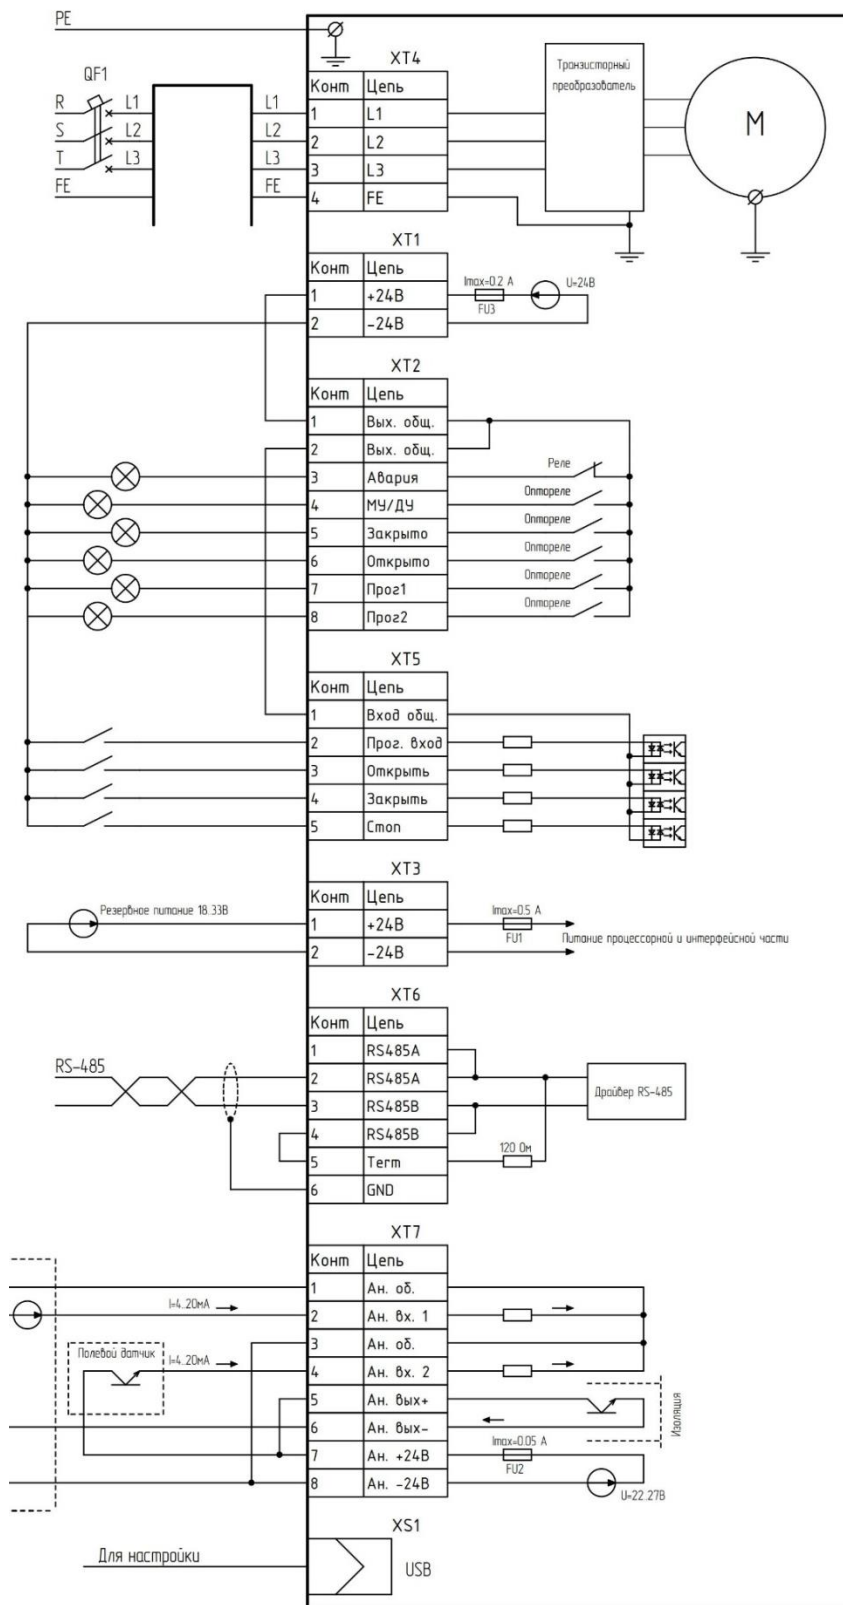 PE
QF1
R L1 L1
S L2 L2
T L3 L3
FE FE
XT4
Конт Цепь
1 L1
2 L2
3 L3
4 FE
Транзисторный
преобразователь
M
XT1
Конт Цепь
1 +24В Imax=0.2 А U=24В
2 -24В FU3
XT2
Конт Цепь
1 Вых. общ.
2 Вых. общ.
3 Авария Реле
4 МУ/ДУ Оптореле
5 Закрыто Оптореле
6 Открыто Оптореле
7 Прог1 Оптореле
8 Прог2 Оптореле
XT5
Конт Цепь
1 Вход общ.
2 Прог. вход
3 Открыть
4 Закрыть
5 Стоп
XT3
Конт Цепь
Резервное питание 18..33В 1 +24В Imax=0.5 А
2 -24В FU1 Питание процессорной и интерфейсной части
XT6
Конт Цепь
1 RS485A
RS-485 2 RS485A
3 RS485B Драйвер RS-485
4 RS485B
5 Term 120 Ом
6 GND
XT7
Конт Цепь
1 Ан. об.
I=4..20мА 2 Ан. вх. 1
3 Ан. об.
Полевой датчик I=4..20мА 4 Ан. вх. 2
5 Ан. вых+
6 Ан. вых-
Изоляция
7 Ан. +24В Imax=0.05 А
FU2
8 Ан. -24В U=22..27В
XS1
Для настройки USB